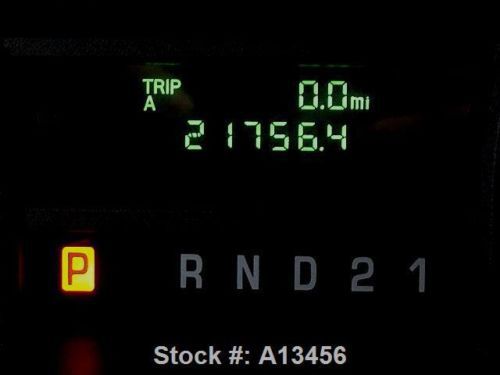 TRIP 0.0mi
A
21756.4
P R N D 2 1
Stock #: A13456